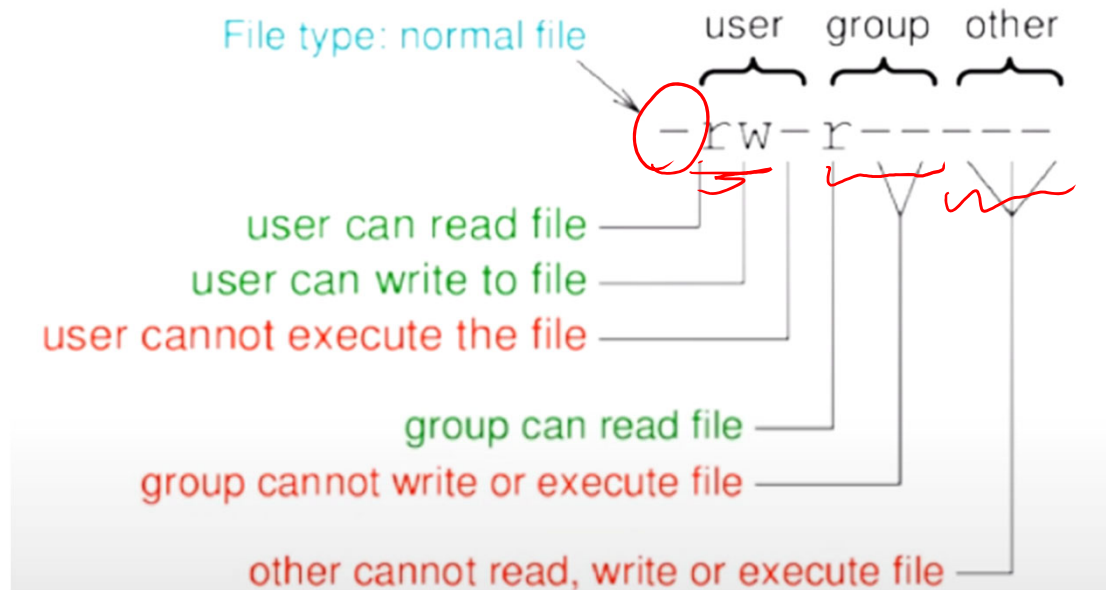 user group other
File type: normal file
-rw-r-----
user can read file
user can write to file
user cannot execute the file
group can read file
group cannot write or execute file
other cannot read, write or execute file